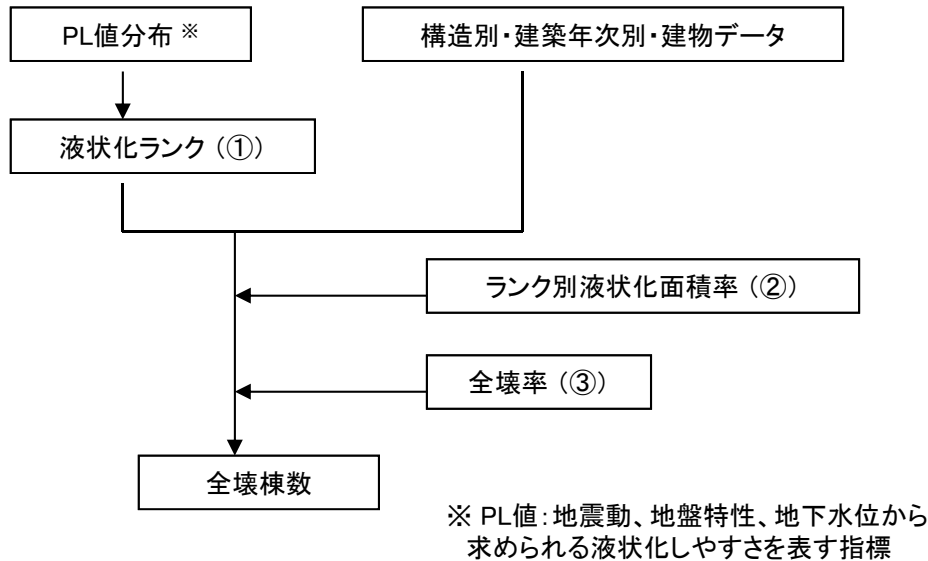 PL値分布 ※
構造別・建築年次別・建物データ
液状化ランク（①）
ランク別液状化面積率（②）
全壊率（③）
全壊棟数
※ PL値：地震動、地盤特性、地下水位から
求められる液状化しやすさを表す指標